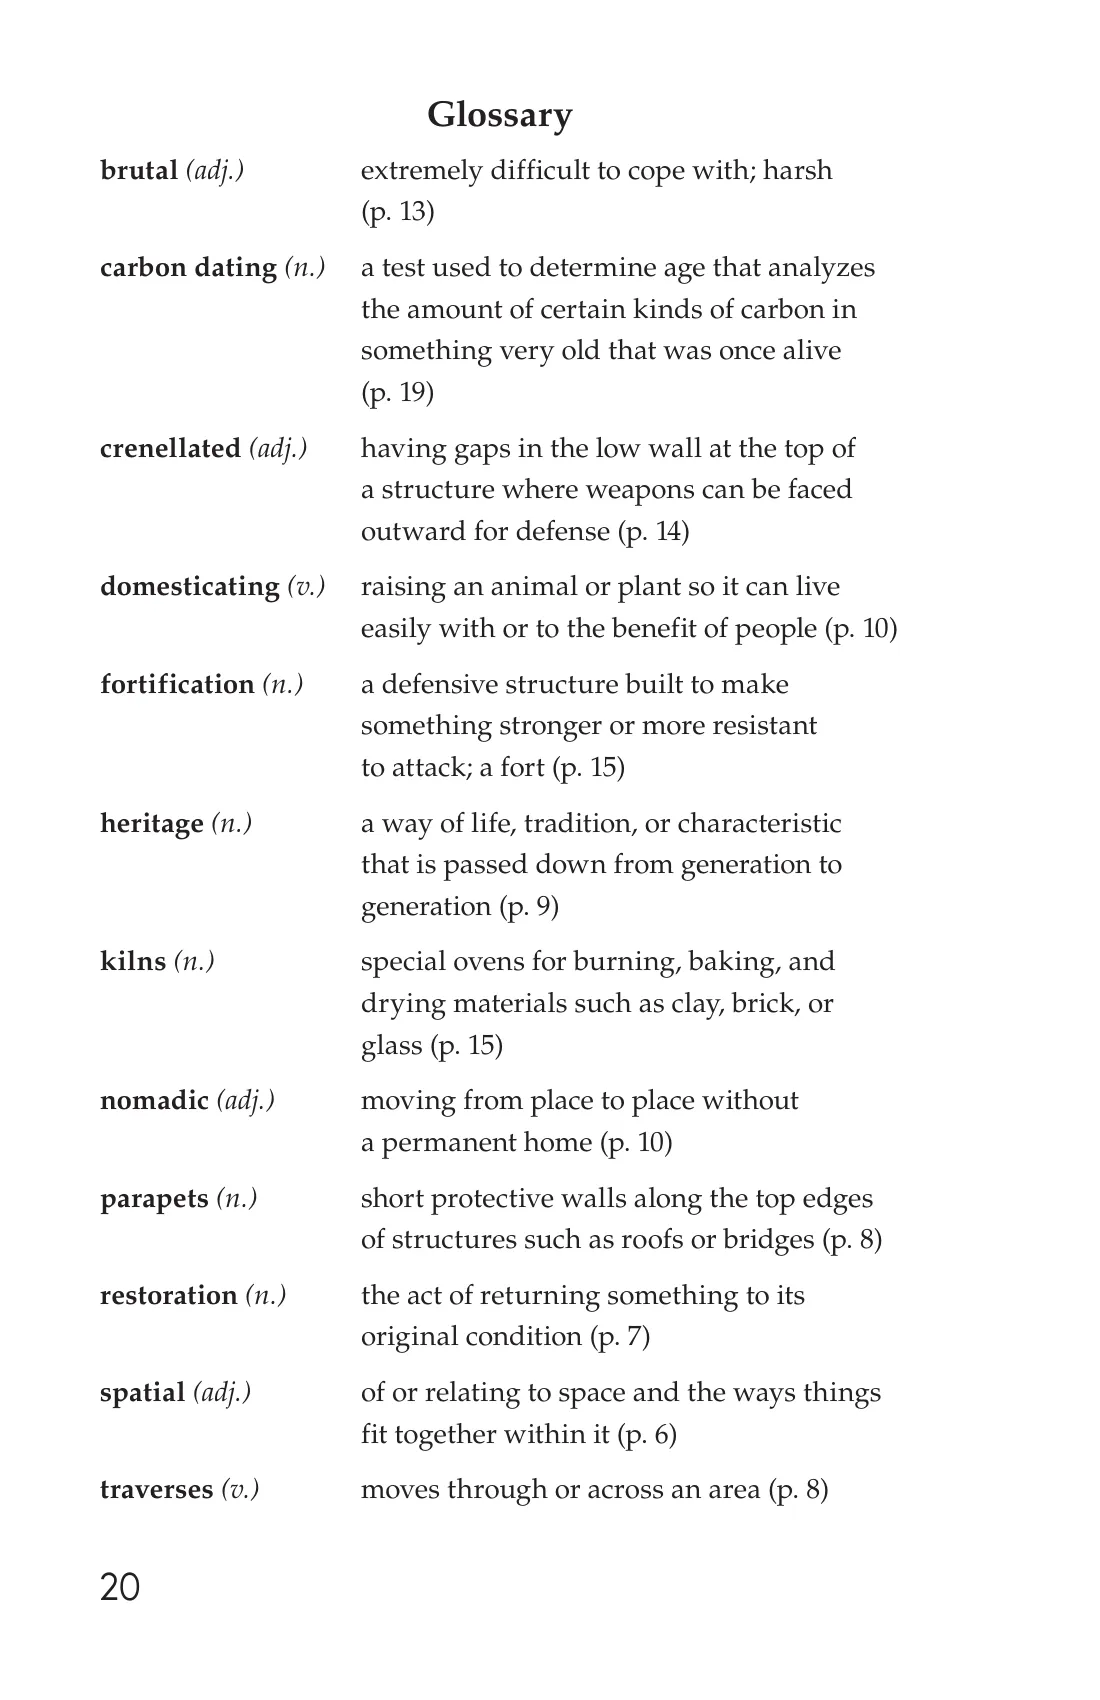 Glossary
brutal (adj.) extremely difficult to cope with; harsh
(p. 13)
carbon dating (n.) a test used to determine age that analyzes
the amount of certain kinds of carbon in
something very old that was once alive
(p. 19)
crenellated (adj.) having gaps in the low wall at the top of
a structure where weapons can be faced
outward for defense (p. 14)
domesticating (v.) raising an animal or plant so it can live
easily with or to the benefit of people (p. 10)
fortification (n.) a defensive structure built to make
something stronger or more resistant
to attack; a fort (p. 15)
heritage (n.) a way of life, tradition, or characteristic
that is passed down from generation to
generation (p. 9)
kilns (n.) special ovens for burning, baking, and
drying materials such as clay, brick, or
glass (p. 15)
nomadic (adj.) moving from place to place without
a permanent home (p. 10)
parapets (n.) short protective walls along the top edges
of structures such as roofs or bridges (p. 8)
restoration (n.) the act of returning something to its
original condition (p. 7)
spatial (adj.) of or relating to space and the ways things
fit together within it (p. 6)
traverses (v.) moves through or across an area (p. 8)
20